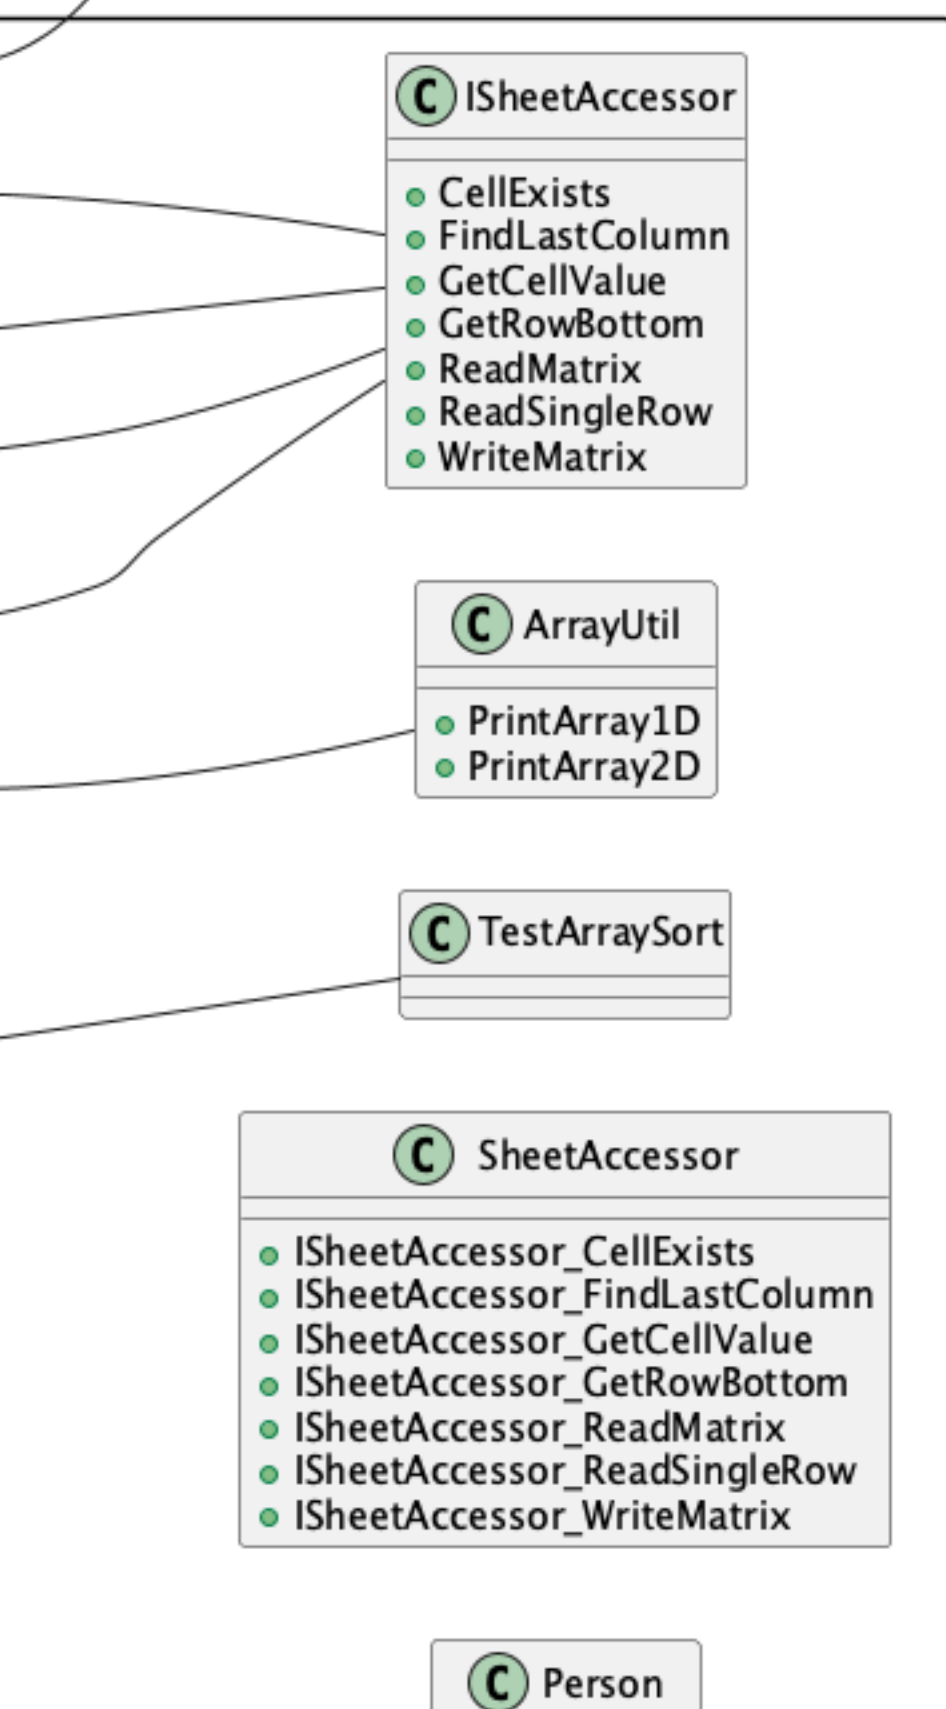 C ISheetAccessor
CellExists
FindLastColumn
GetCellValue
GetRowBottom
ReadMatrix
ReadSingleRow
WriteMatrix
C ArrayUtil
PrintArray1D
PrintArray2D
C TestArraySort
C SheetAccessor
ISheetAccessor_CellExists
ISheetAccessor_FindLastColumn
ISheetAccessor_GetCellValue
ISheetAccessor_GetRowBottom
ISheetAccessor_ReadMatrix
ISheetAccessor_ReadSingleRow
ISheetAccessor_WriteMatrix
C Person